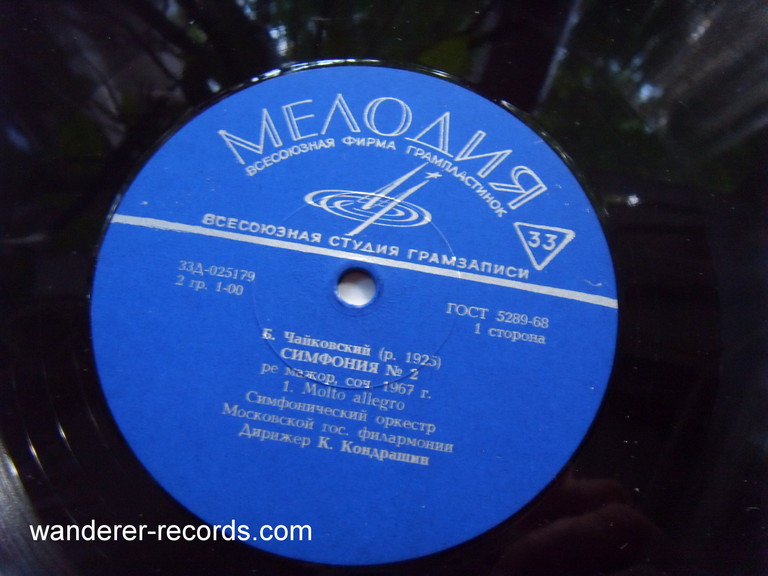 МЕЛОДИЯ
ВСЕСОЮЗНАЯ ФИРМА ГРАМПЛАСТИНОК
33
ВСЕСОЮЗНАЯ СТУДИЯ ГРАМЗАПИСИ
33Д-025179
2 гр. 1-00
ГОСТ 5289-68
1 сторона
Б. Чайковский (р. 1925)
СИМФОНИЯ № 2
ре мажор, соч. 1967 г.
1. Molto allegro
Симфонический оркестр
Московской гос. филармонии
Дирижер К. Кондрашин
wanderer-records.com